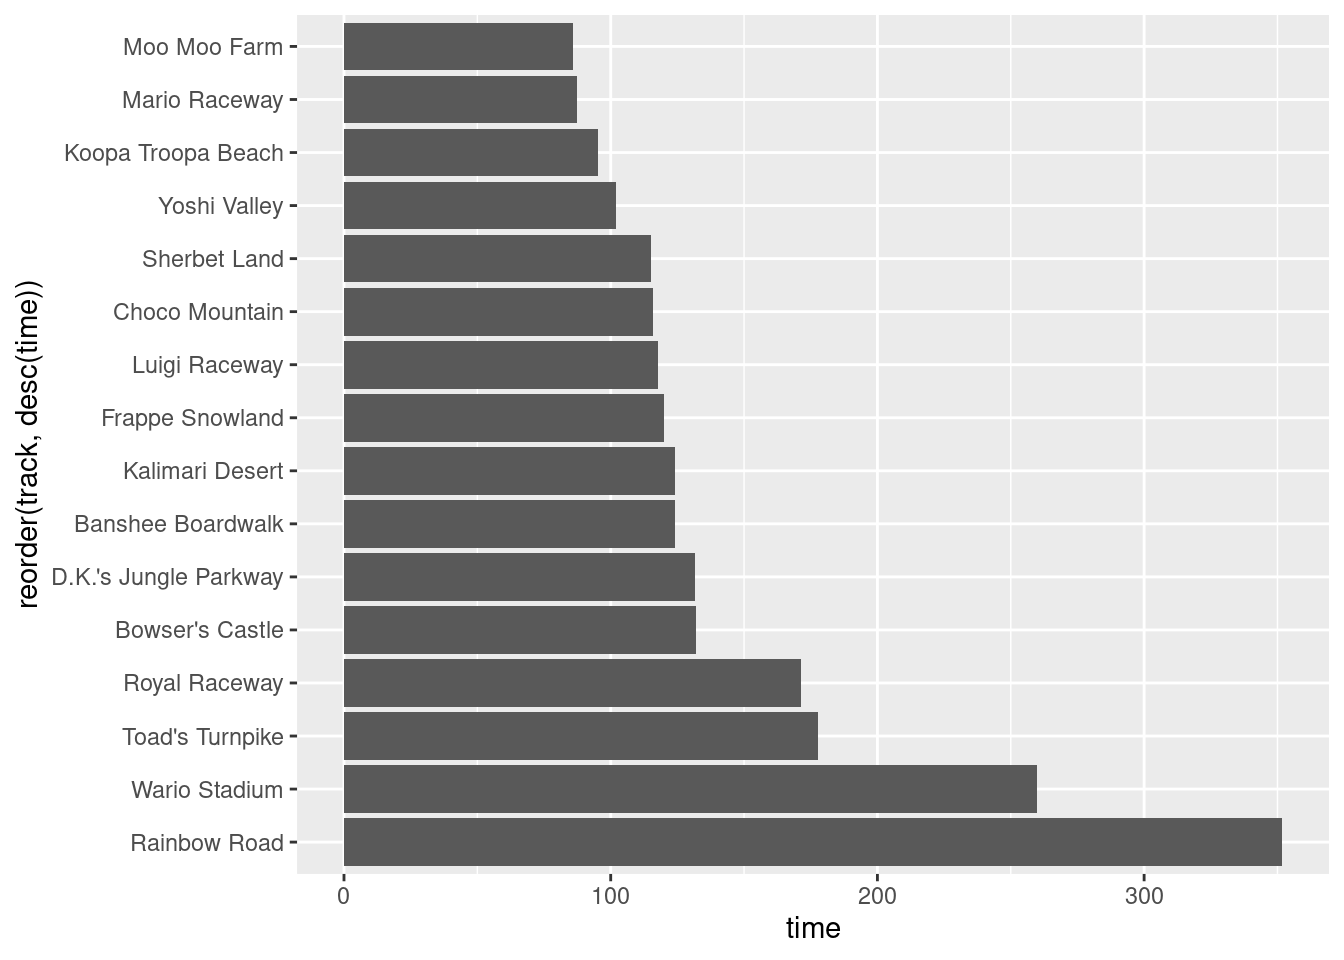 reorder(track, desc(time))
Moo Moo Farm
Mario Raceway
Koopa Troopa Beach
Yoshi Valley
Sherbet Land
Choco Mountain
Luigi Raceway
Frappe Snowland
Kalimari Desert
Banshee Boardwalk
D.K.'s Jungle Parkway
Bowser's Castle
Royal Raceway
Toad's Turnpike
Wario Stadium
Rainbow Road
0 100 200 300
time